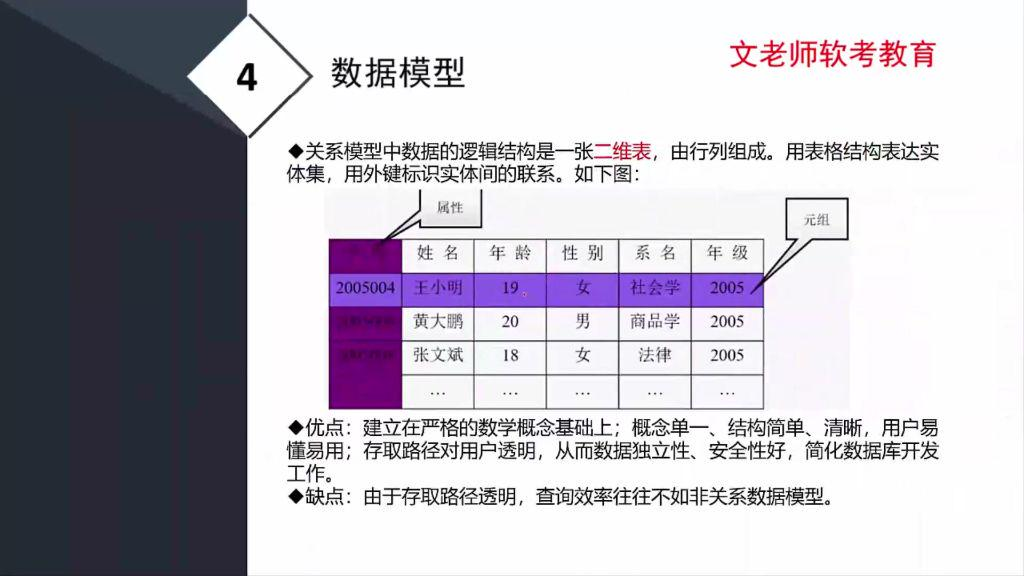 4
数据模型
文老师软考教育
◆关系模型中数据的逻辑结构是一张二维表，由行列组成。用表格结构表达实
体集，用外键标识实体间的联系。如下图：
属性
元组
姓 名 年 龄 性 别 系 名 年 级
2005004 王小明 19 女 社会学 2005
黄大鹏 20 男 商品学 2005
张文斌 18 女 法律 2005
… … … … …
◆优点：建立在严格的数学概念基础上；概念单一、结构简单、清晰，用户易
懂易用；存取路径对用户透明，从而数据独立性、安全性好，简化数据库开发
工作。
◆缺点：由于存取路径透明，查询效率往往不如非关系数据模型。